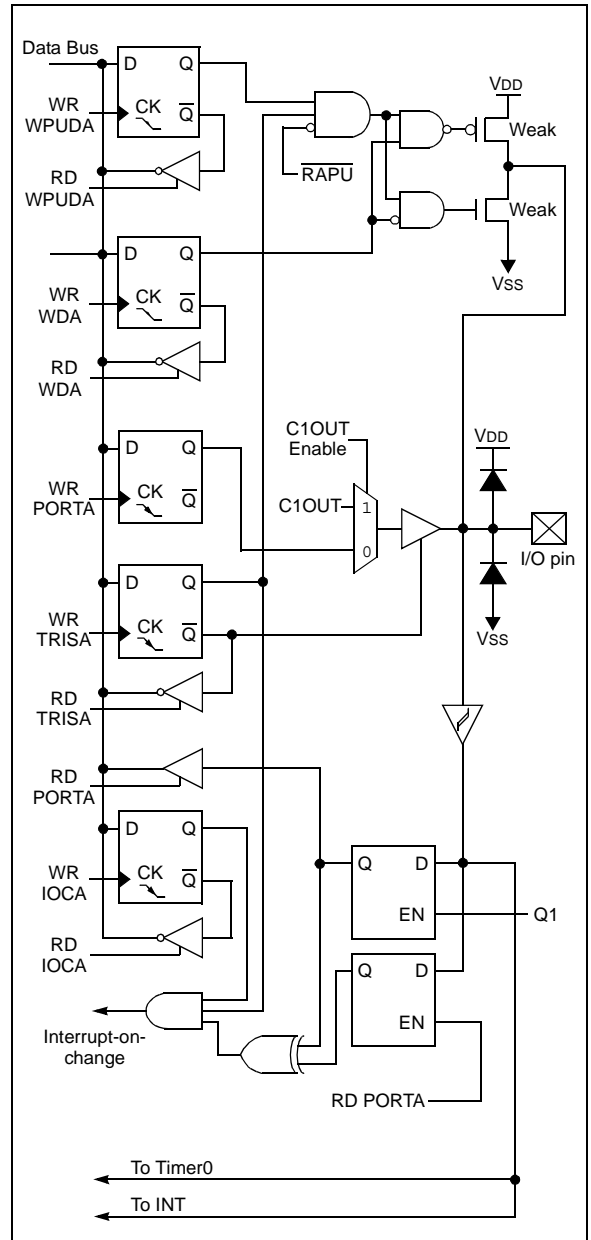 Data Bus
D Q
WR
WPUDA
CK Q
RD
WPUDA
RAPU
VDD
Weak
Weak
VSS
D Q
WR
WDA
CK Q
RD
WDA
D Q
WR
PORTA
CK Q
C1OUT
Enable
C1OUT
1
0
VDD
I/O pin
VSS
D Q
WR
TRISA
CK Q
RD
TRISA
RD
PORTA
D Q
WR
IOCA
CK Q
RD
IOCA
Q D
EN
Q1
Q D
EN
RD PORTA
Interrupt-on-
change
To Timer0
To INT